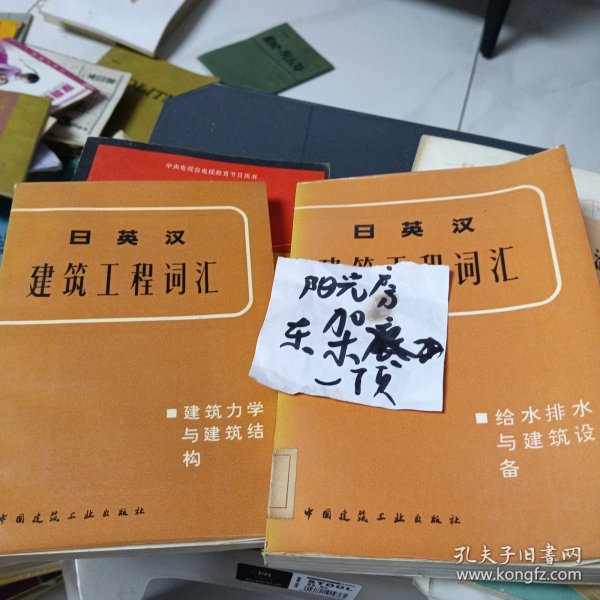 中央电视台电视教育节目用书
日英汉
建筑工程词汇
■建筑力学
与建筑结
构
中国建筑工业出版社
日英汉
建筑工程词汇
■给水排水
与建筑设
备
中国建筑工业出版社
阳光房
东
一顶
孔夫子旧书网
www.kongfz.com